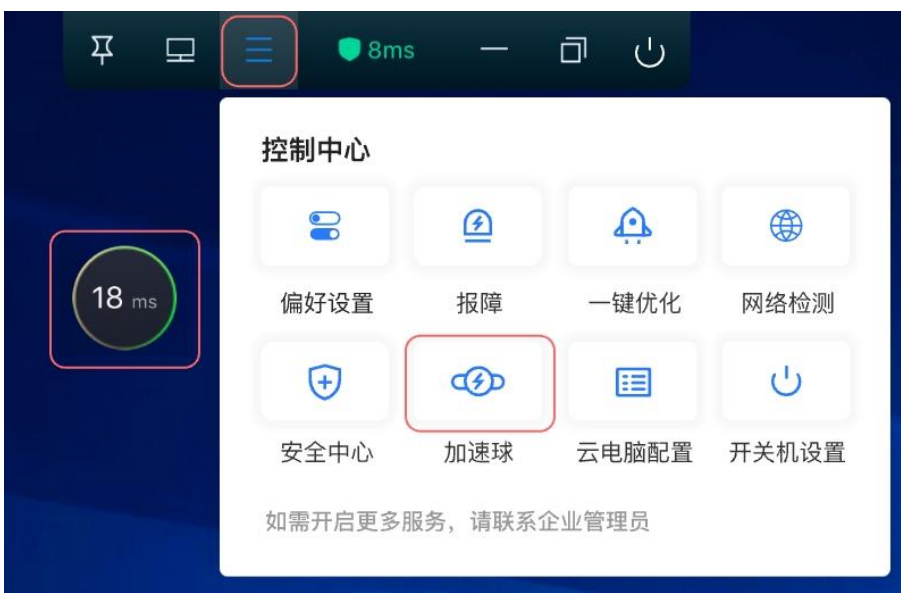 8ms
控制中心
18 ms
偏好设置 报障 一键优化 网络检测
安全中心 加速球 云电脑配置 开关机设置
如需开启更多服务，请联系企业管理员